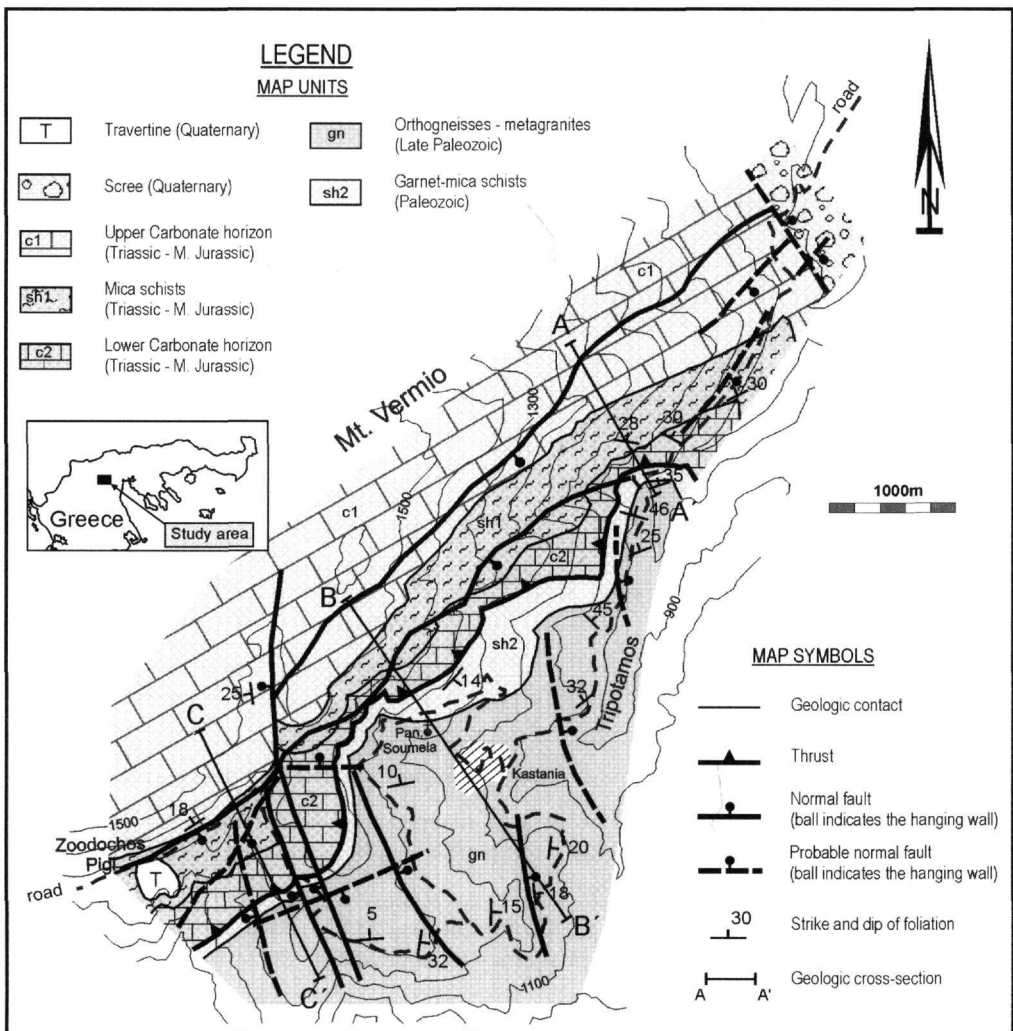 LEGEND
MAP UNITS
T
Travertine (Quaternary)
Scree (Quaternary)
c1
Upper Carbonate horizon
(Triassic - M. Jurassic)
sh1
Mica schists
(Triassic - M. Jurassic)
c2
Lower Carbonate horizon
(Triassic - M. Jurassic)
gn
Orthogneisses - metagranites
(Late Paleozoic)
sh2
Garnet-mica schists
(Paleozoic)
road
N
Greece
Study area
1000m
Mt. Vermio
c1
A
1300
30
28
30
35
46
A'
25
1500
c1
sh1
c2
B
45
900
sh2
Tripotamos
14
32
25
C
Pan.
Soumela
Kastania
10
18
c2
1500
Zoodochos
Pigi
T
road
gn
20
18
15
B'
5
32
1100
C'
MAP SYMBOLS
Geologic contact
Thrust
Normal fault
(ball indicates the hanging wall)
Probable normal fault
(ball indicates the hanging wall)
30
Strike and dip of foliation
A A'
Geologic cross-section